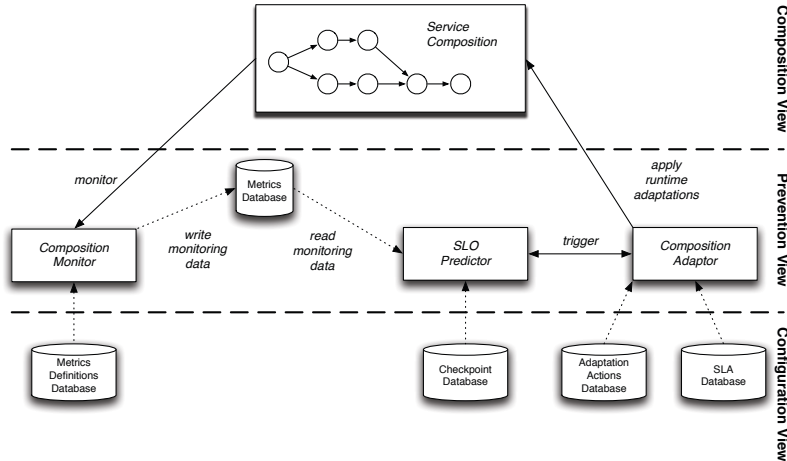 Service
Composition
Composition View
monitor
Metrics
Database
apply
runtime
adaptations
Prevention View
Composition
Monitor
write
monitoring
data
read
monitoring
data
SLO
Predictor
trigger
Composition
Adaptor
Metrics
Definitions
Database
Checkpoint
Database
Adaptation
Actions
Database
SLA
Database
Configuration View